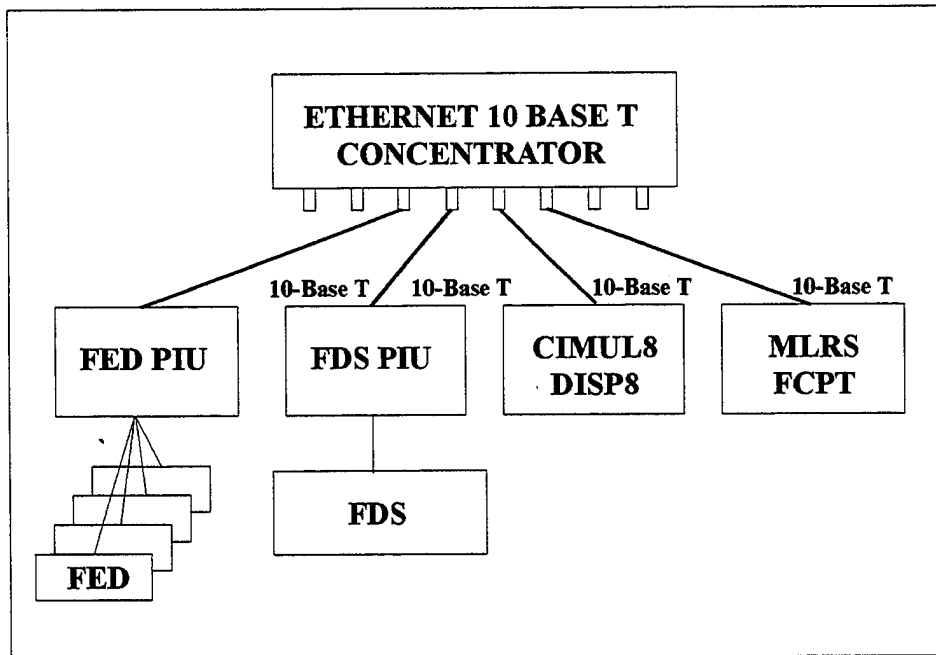 ETHERNET 10 BASE T
CONCENTRATOR
10-Base T
10-Base T
10-Base T
10-Base T
FED PIU
FDS PIU
CIMUL8
DISP8
MLRS
FCPT
FDS
FED